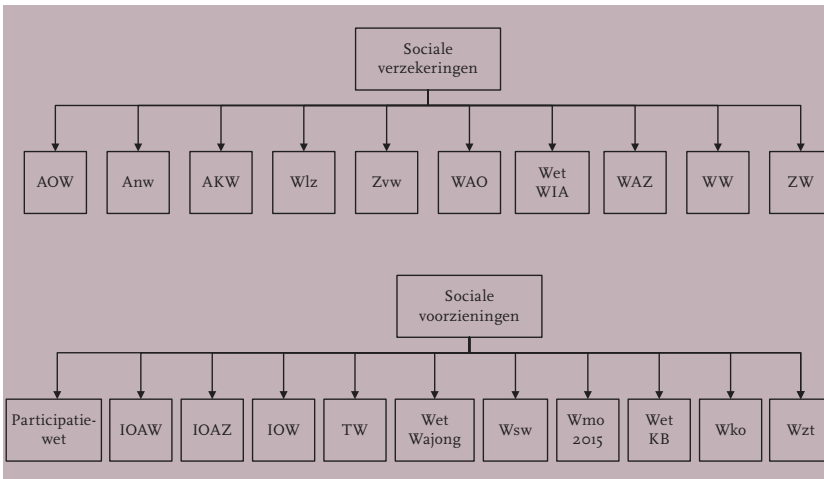 Sociale
verzekeringen
AOW
Anw
AKW
Wlz
Zvw
WAO
Wet
WIA
WAZ
WW
ZW
Sociale
voorzieningen
Participatie-
wet
IOAW
IOAZ
IOW
TW
Wet
Wajong
Wsw
Wmo
2015
Wet
KB
Wko
Wzt